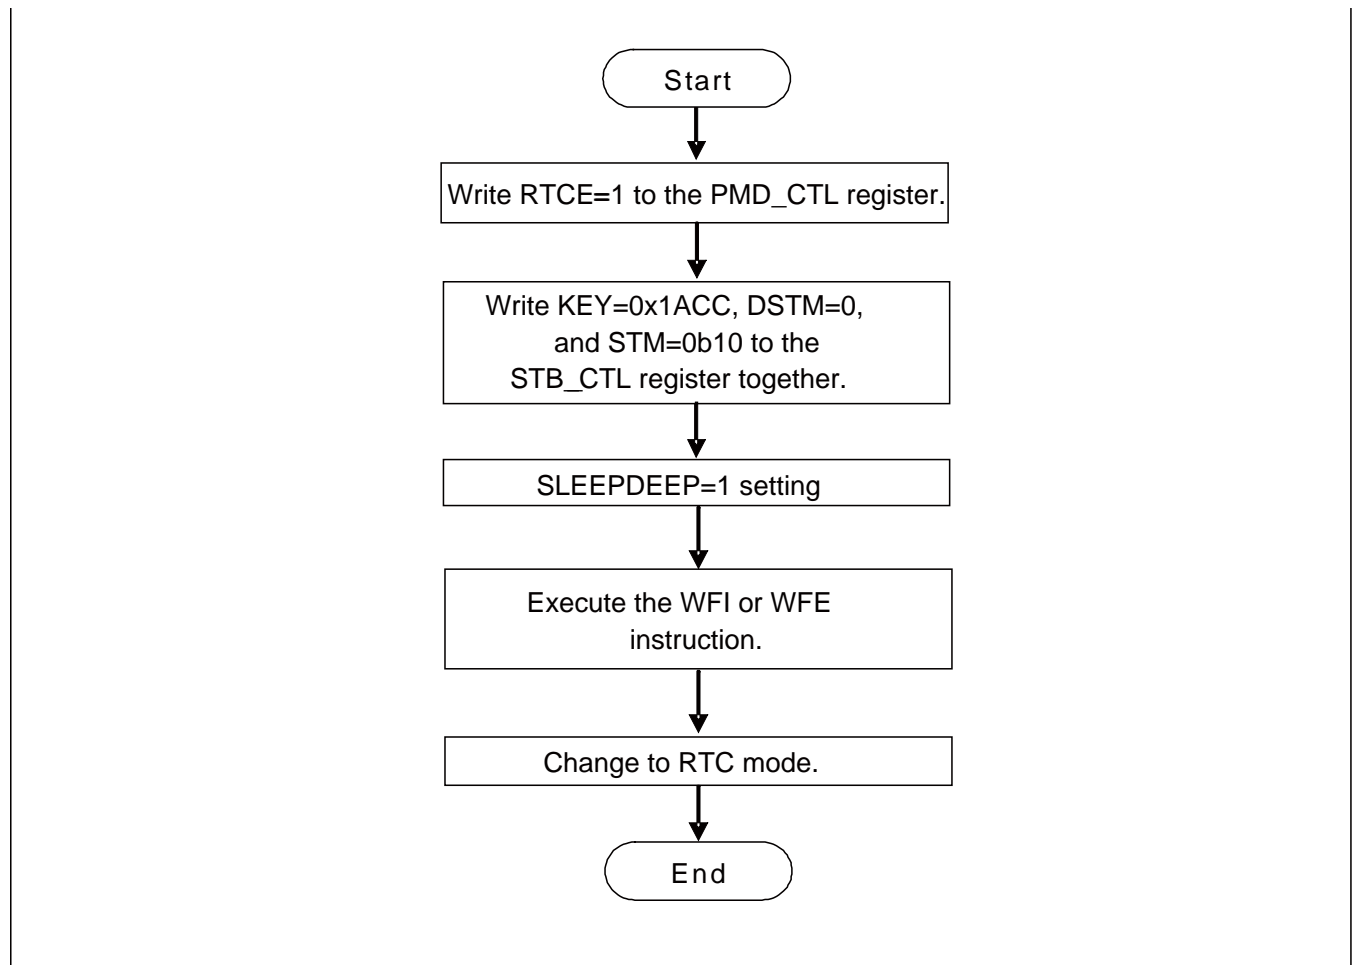 Start
Write RTCE=1 to the PMD_CTL register.
Write KEY=0x1ACC, DSTM=0,
and STM=0b10 to the
STB_CTL register together.
SLEEPDEEP=1 setting
Execute the WFI or WFE
instruction.
Change to RTC mode.
End